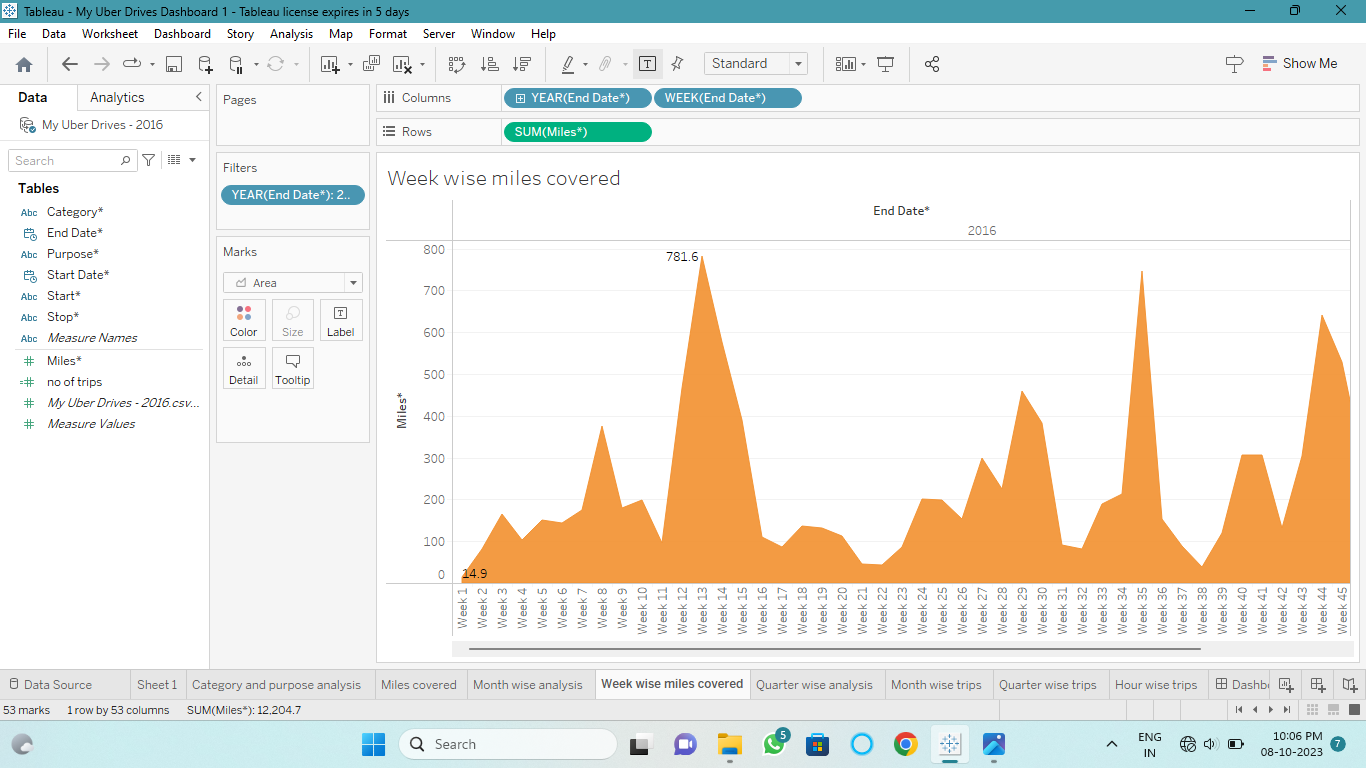 Tableau - My Uber Drives Dashboard 1 - Tableau license expires in 5 days
File Data Worksheet Dashboard Story Analysis Map Format Server Window Help
Standard
Show Me
Data Analytics
My Uber Drives - 2016
Search
Tables
Abc Category*
End Date*
Abc Purpose*
Start Date*
Abc Start*
Abc Stop*
Abc Measure Names
Miles*
no of trips
My Uber Drives - 2016.csv...
Measure Values
Pages
Filters
YEAR(End Date*): 2..
Marks
Area
Color Size Label
Detail Tooltip
Columns YEAR(End Date*) WEEK(End Date*)
Rows SUM(Miles*)
Week wise miles covered
End Date*
2016
Miles*
800
700
600
500
400
300
200
100
0
781.6
14.9
Week 1
Week 2
Week 3
Week 4
Week 5
Week 6
Week 7
Week 8
Week 9
Week 10
Week 11
Week 12
Week 13
Week 14
Week 15
Week 16
Week 17
Week 18
Week 19
Week 20
Week 21
Week 22
Week 23
Week 24
Week 25
Week 26
Week 27
Week 28
Week 29
Week 30
Week 31
Week 32
Week 33
Week 34
Week 35
Week 36
Week 37
Week 38
Week 39
Week 40
Week 41
Week 42
Week 43
Week 44
Week 45
Data Source Sheet 1 Category and purpose analysis Miles covered Month wise analysis Week wise miles covered Quarter wise analysis Month wise trips Quarter wise trips Hour wise trips Dashb
53 marks 1 row by 53 columns SUM(Miles*): 12,204.7
Search
5
ENG
IN
10:06 PM
08-10-2023
7